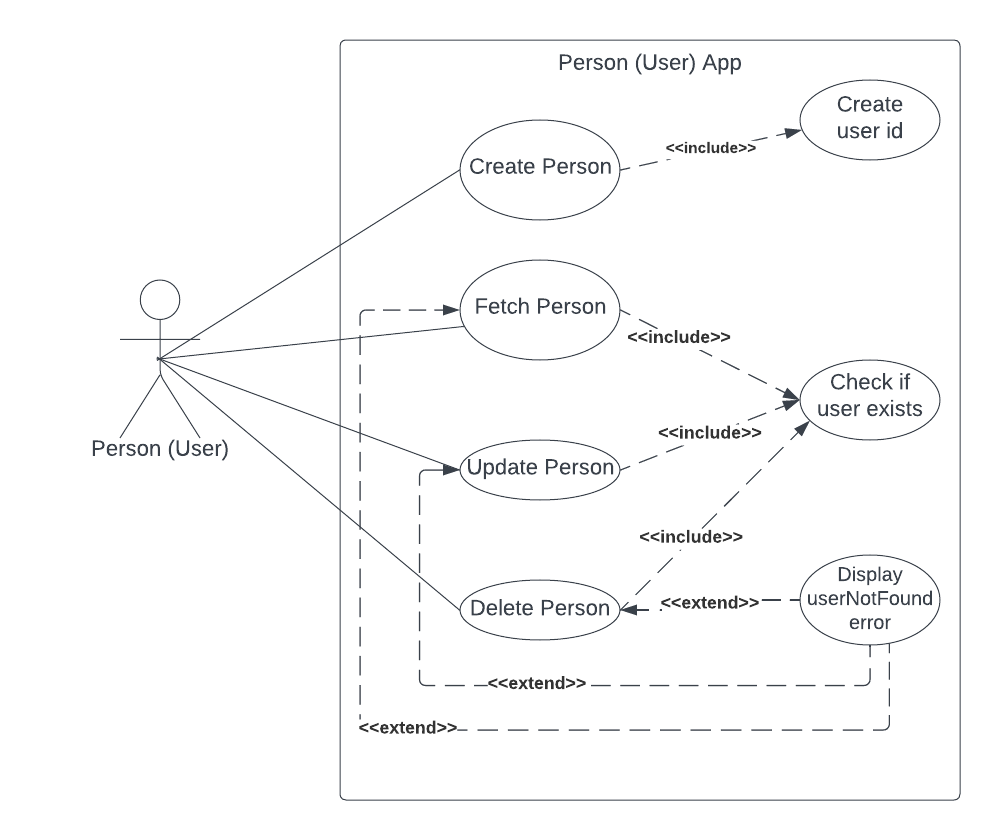 Person (User) App
Create
user id
<<include>>
Create Person
Fetch Person
<<include>>
Check if
user exists
<<include>>
Person (User)
Update Person
<<include>>
Display
userNotFound
error
<<extend>>
Delete Person
<<extend>>
<<extend>>